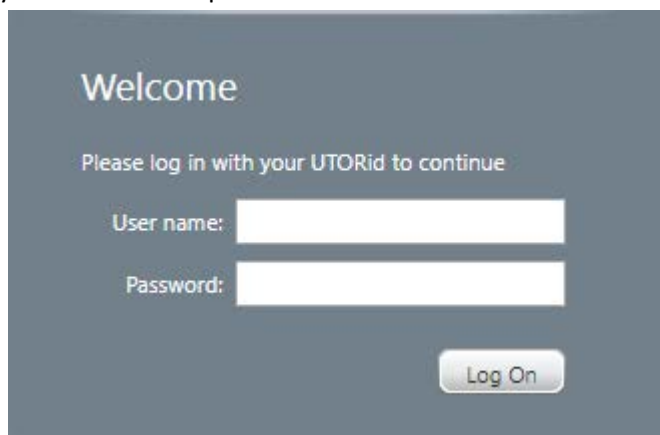 Welcome
Please log in with your UTORid to continue
User name:
Password:
Log On